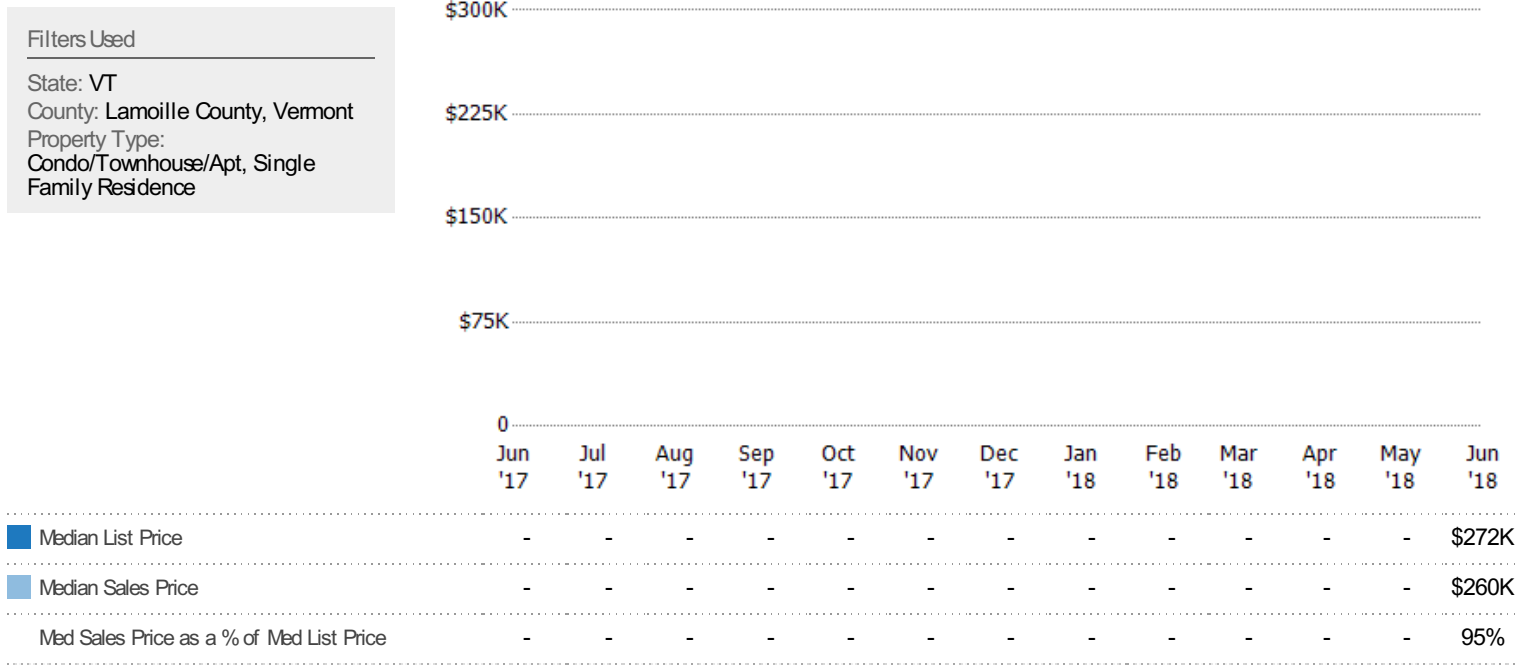 Filters Used
State: VT
County: Lamoille County, Vermont
Property Type:
Condo/Townhouse/Apt, Single
Family Residence
$300K
$225K
$150K
$75K
0
Jun Jul Aug Sep Oct Nov Dec Jan Feb Mar Apr May Jun
'17 '17 '17 '17 '17 '17 '17 '18 '18 '18 '18 '18 '18
Median List Price - - - - - - - - - - - - $272K
Median Sales Price - - - - - - - - - - - - $260K
Med Sales Price as a % of Med List Price - - - - - - - - - - - - 95%